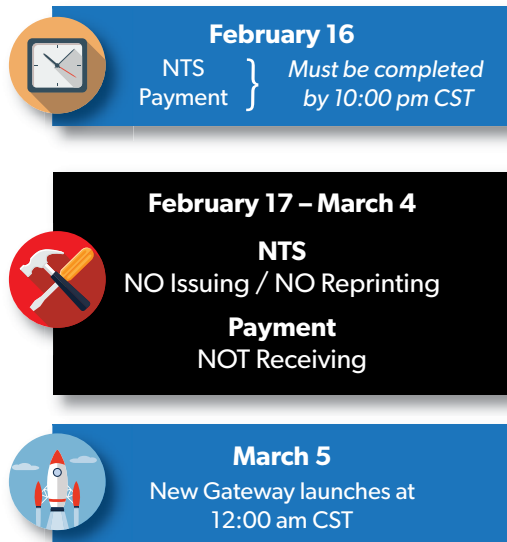 February 16
NTS } Must be completed
Payment by 10:00 pm CST
February 17 – March 4
NTS
NO Issuing / NO Reprinting
Payment
NOT Receiving
March 5
New Gateway launches at
12:00 am CST